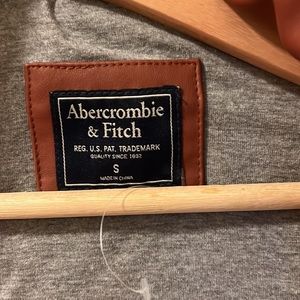 Abercrombie
& Fitch
REG. U.S. PAT. TRADEMARK
QUALITY SINCE 1892
S
MADE IN CHINA